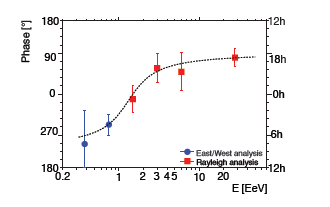 180 12h
Phase [°]
90 18h
0 0h
270 6h
East/West analysis
Rayleigh analysis
180 12h
0.2 1 2 3 4 5 10 20
E [EeV]